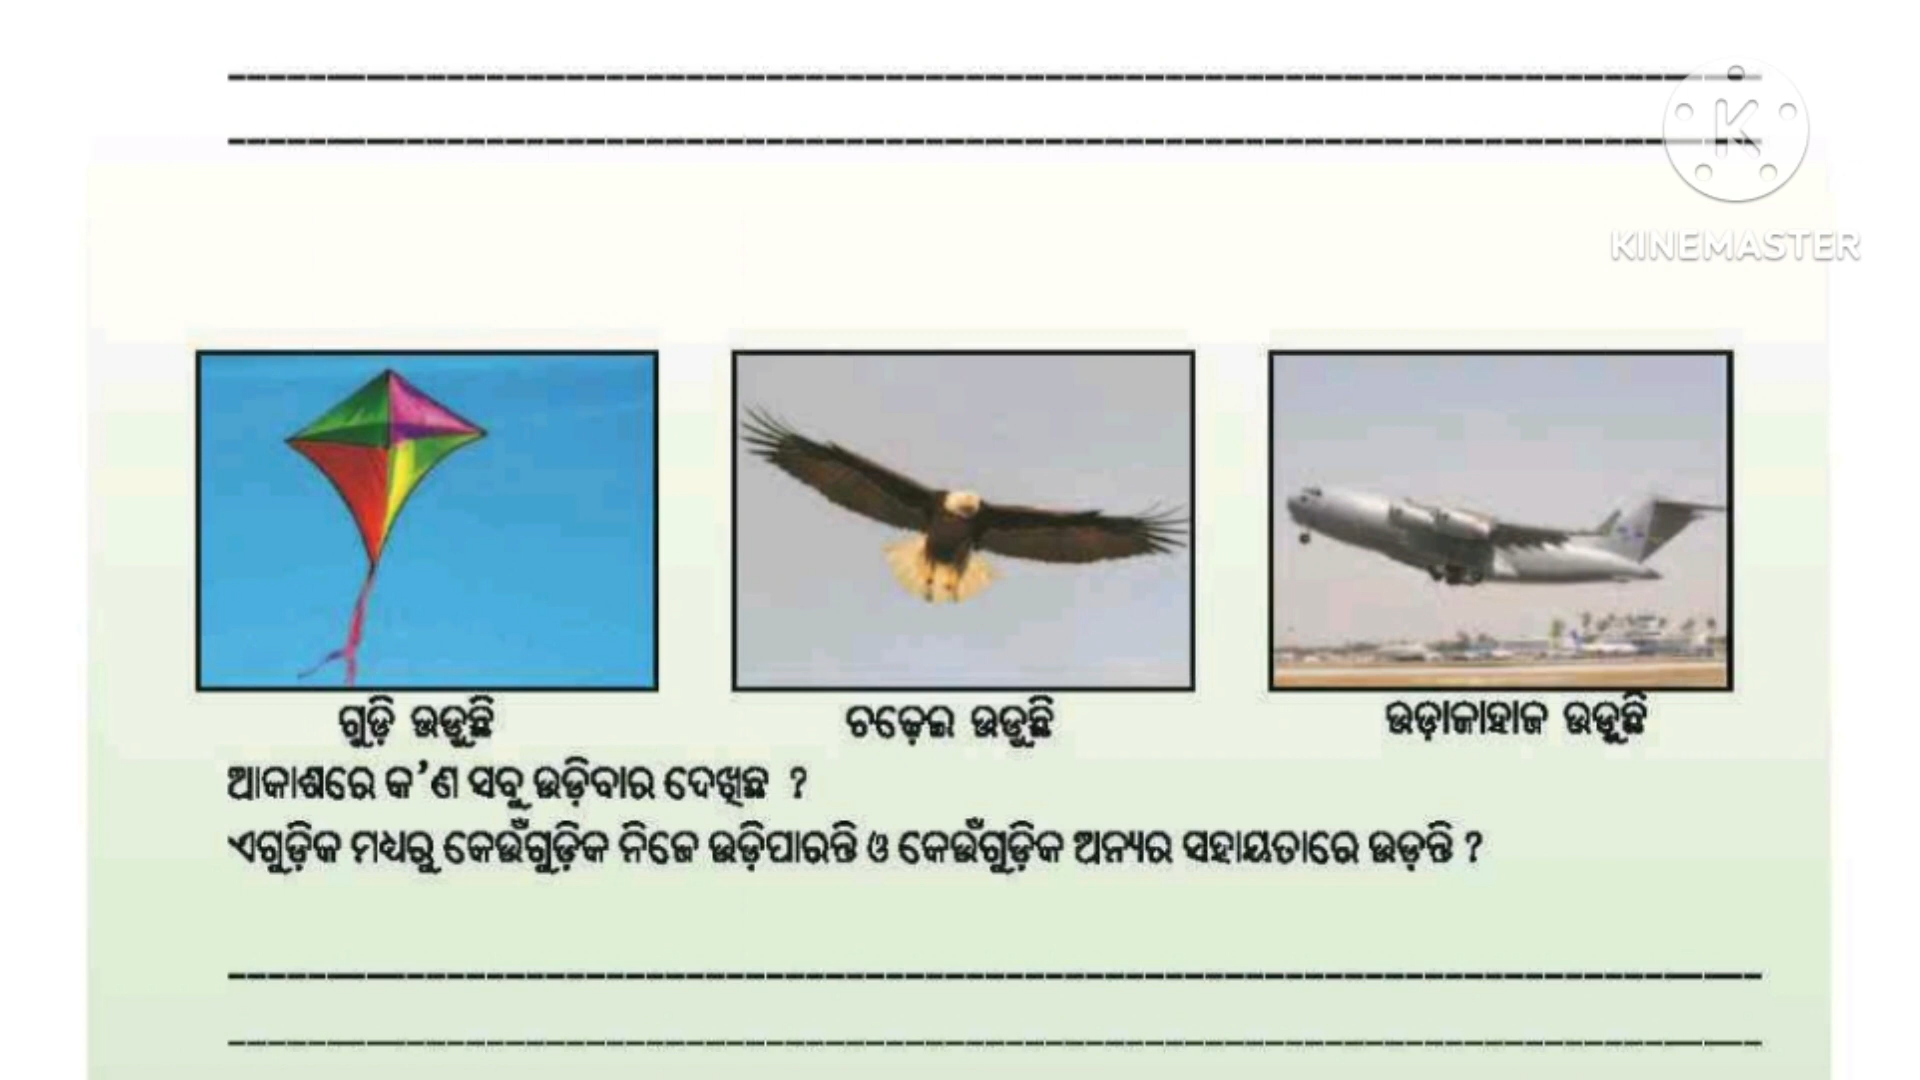 K
KINEMASTER
ଗୁଡ଼ି ଉଡୁଛି
ଚଢ଼େଇ ଉଡୁଛି
ଉଡ଼ାଜାହାଜ ଉଡୁଛି
ଆକାଶରେ କ’ଣ ସବୁ ଉଡ଼ିବାର ଦେଖିଛ ?
ଏଗୁଡ଼ିକ ମଧ୍ୟରୁ କେଉଁଗୁଡ଼ିକ ନିଜେ ଉଡ଼ିପାରନ୍ତି ଓ କେଉଁଗୁଡ଼ିକ ଅନ୍ୟର ସହାୟତାରେ ଉଡ଼ନ୍ତି ?